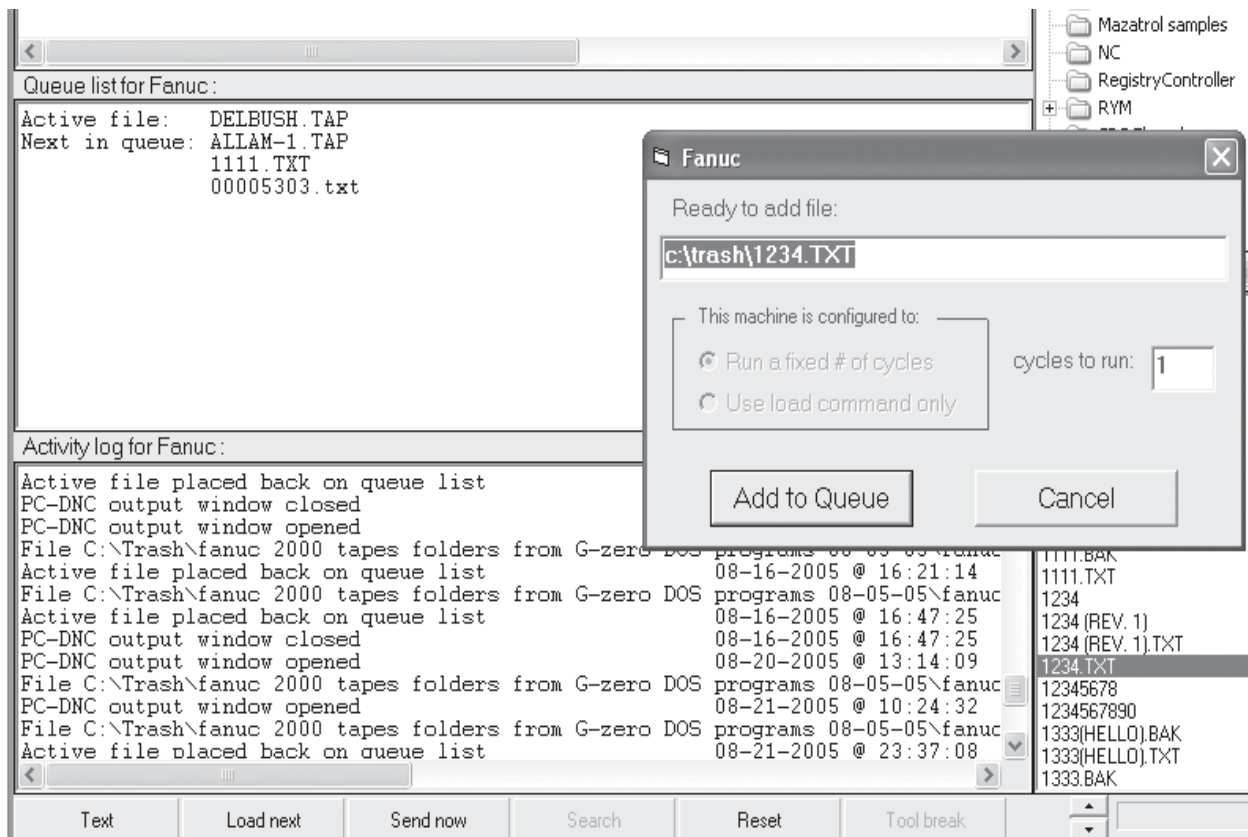 Mazatrol samples
NC
RegistryController
RYM
Queue list for Fanuc :
Active file: DELBUSH.TAP
Next in queue: ALLAM-1.TAP
1111.TXT
00005303.txt
Fanuc
Ready to add file:
c:\trash\1234.TXT
This machine is configured to:
Run a fixed # of cycles
Use load command only
cycles to run: 1
Add to Queue
Cancel
Activity log for Fanuc :
Active file placed back on queue list
PC-DNC output window closed
PC-DNC output window opened
File C:\Trash\fanuc 2000 tapes folders from G-zero DOS programs 08-05-05\fanuc
Active file placed back on queue list 08-16-2005 @ 16:21:14
File C:\Trash\fanuc 2000 tapes folders from G-zero DOS programs 08-05-05\fanuc
Active file placed back on queue list 08-16-2005 @ 16:47:25
PC-DNC output window closed 08-16-2005 @ 16:47:25
PC-DNC output window opened 08-20-2005 @ 13:14:09
File C:\Trash\fanuc 2000 tapes folders from G-zero DOS programs 08-05-05\fanuc
PC-DNC output window opened 08-21-2005 @ 10:24:32
File C:\Trash\fanuc 2000 tapes folders from G-zero DOS programs 08-05-05\fanuc
Active file placed back on queue list 08-21-2005 @ 23:37:08
1111.BAK
1111.TXT
1234
1234 (REV. 1)
1234 (REV. 1).TXT
1234.TXT
12345678
1234567890
1333(HELLO).BAK
1333(HELLO).TXT
1333.BAK
Text
Load next
Send now
Search
Reset
Tool break